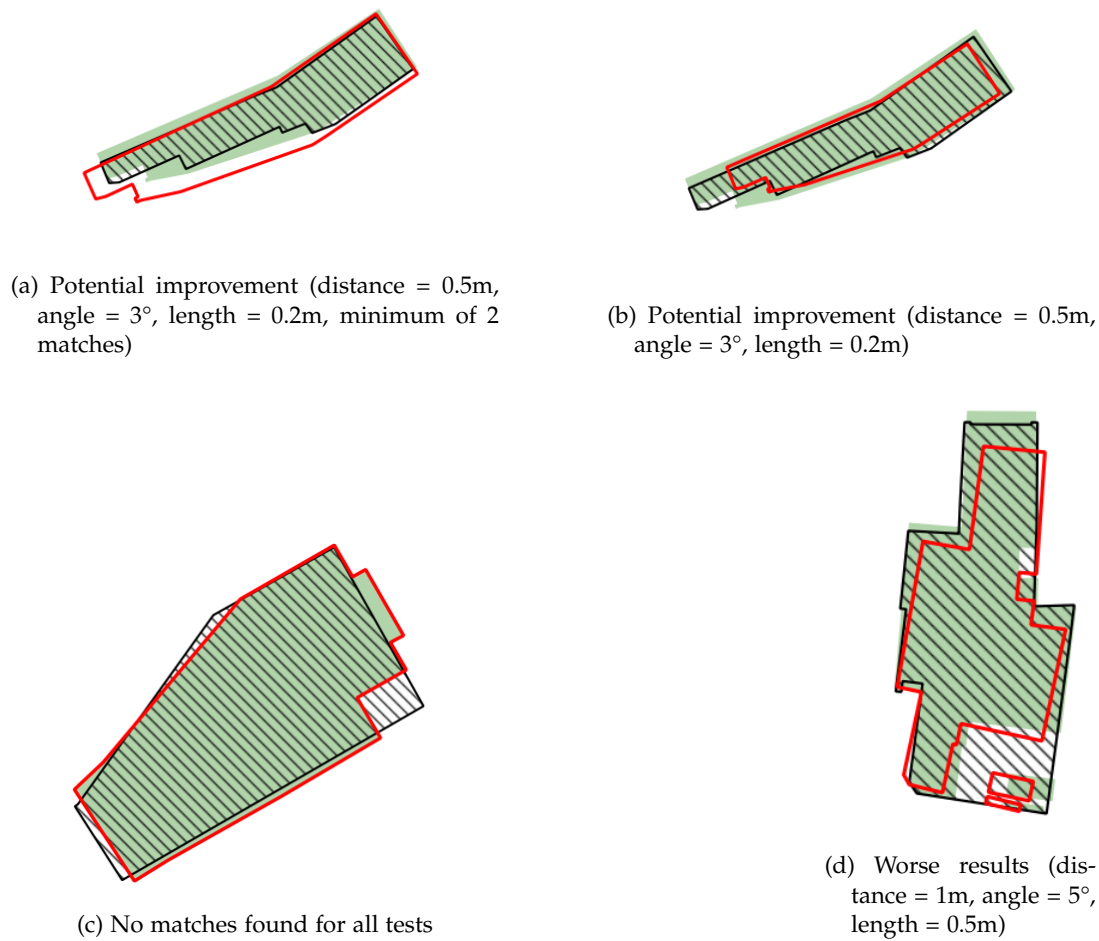 (a) Potential improvement (distance = 0.5m,
angle = 3°, length = 0.2m, minimum of 2
matches)
(b) Potential improvement (distance = 0.5m,
angle = 3°, length = 0.2m)
(c) No matches found for all tests
(d) Worse results (dis-
tance = 1m, angle = 5°,
length = 0.5m)